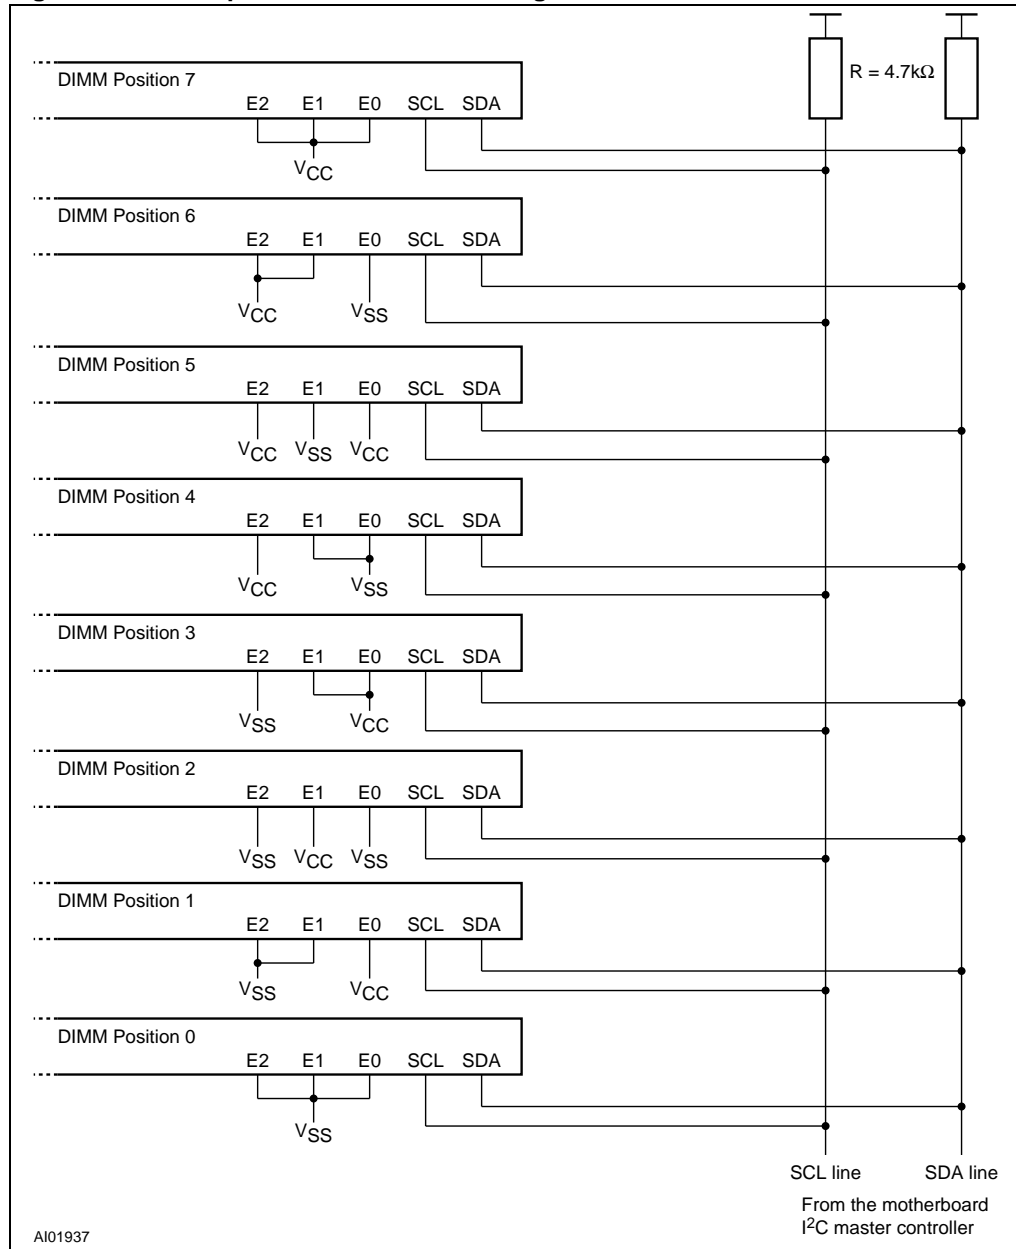 R = 4.7kΩ
DIMM Position 7
E2 E1 E0 SCL SDA
VCC
DIMM Position 6
E2 E1 E0 SCL SDA
VCC VSS
DIMM Position 5
E2 E1 E0 SCL SDA
VCC VSS VCC
DIMM Position 4
E2 E1 E0 SCL SDA
VCC VSS
DIMM Position 3
E2 E1 E0 SCL SDA
VSS VCC
DIMM Position 2
E2 E1 E0 SCL SDA
VSS VCC VSS
DIMM Position 1
E2 E1 E0 SCL SDA
VSS VCC
DIMM Position 0
E2 E1 E0 SCL SDA
VSS
SCL line SDA line
From the motherboard
I2C master controller
AI01937